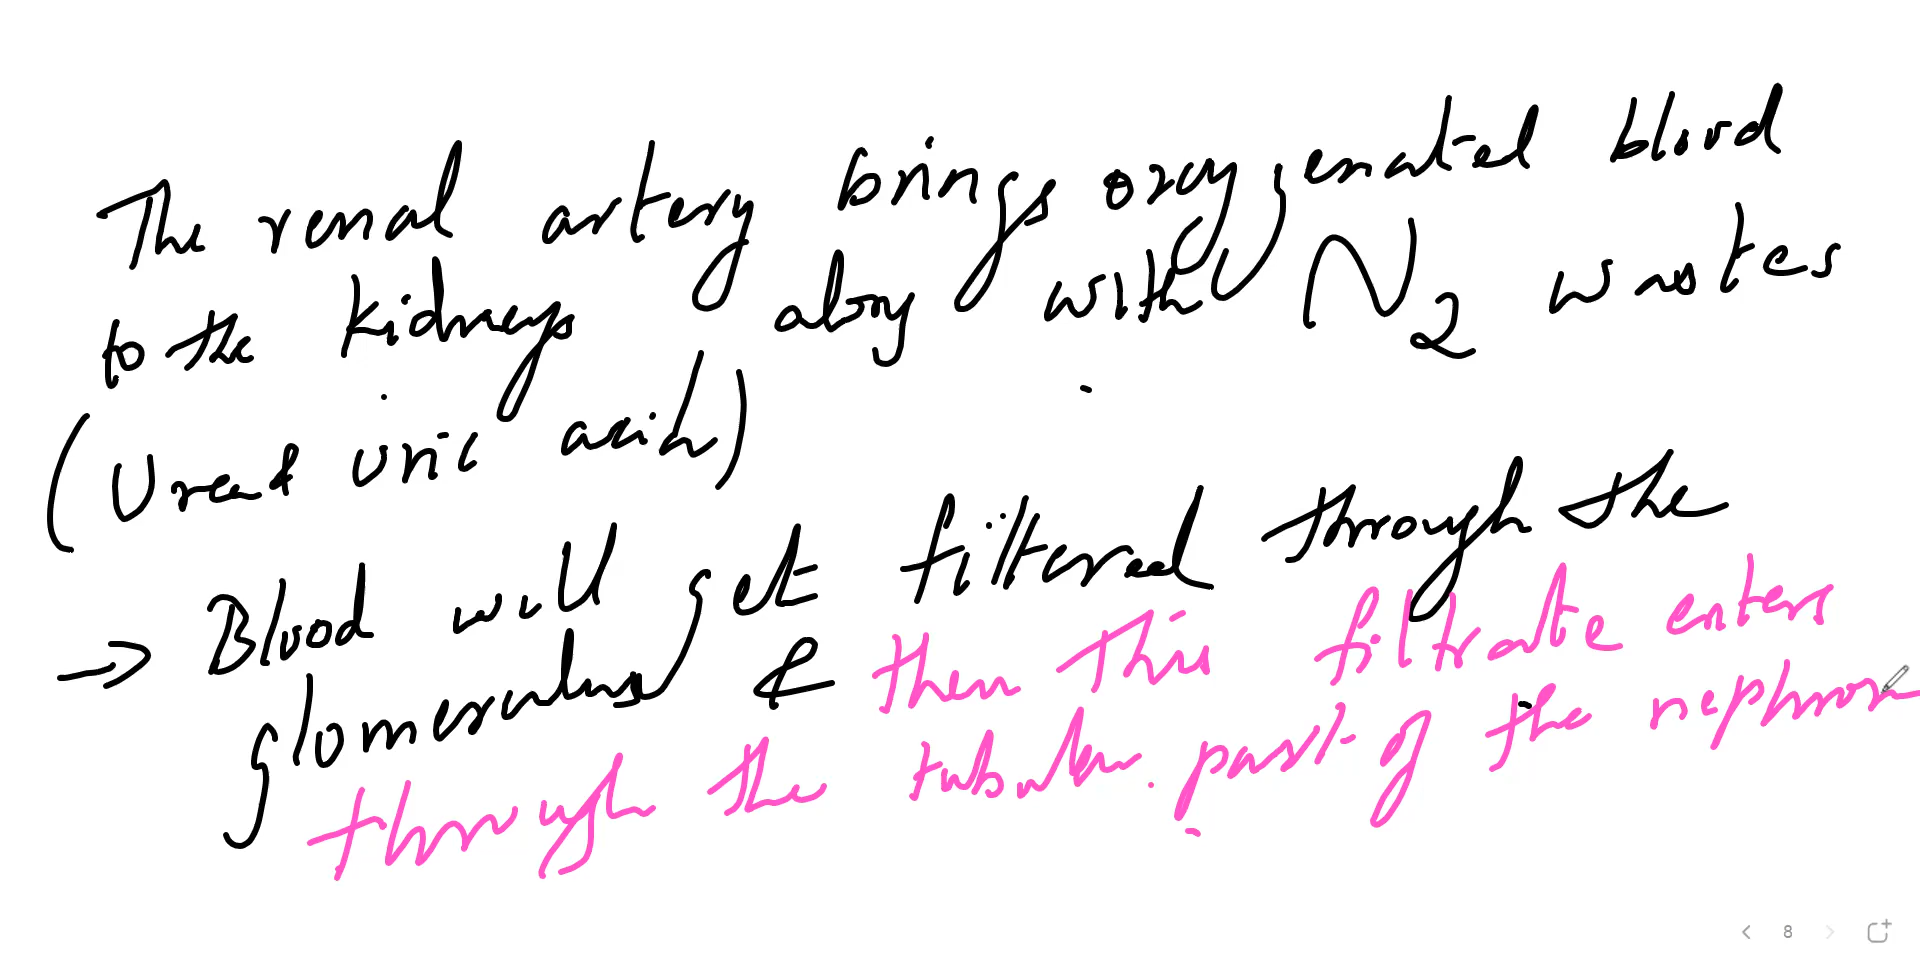 The renal artery brings oxygenated blood
to the kidneys along with N2 wastes
(Urea & uric acid)
→ Blood will get filtered through the
glomerulus & then this filtrate enters
through the tubular part of the nephron
8